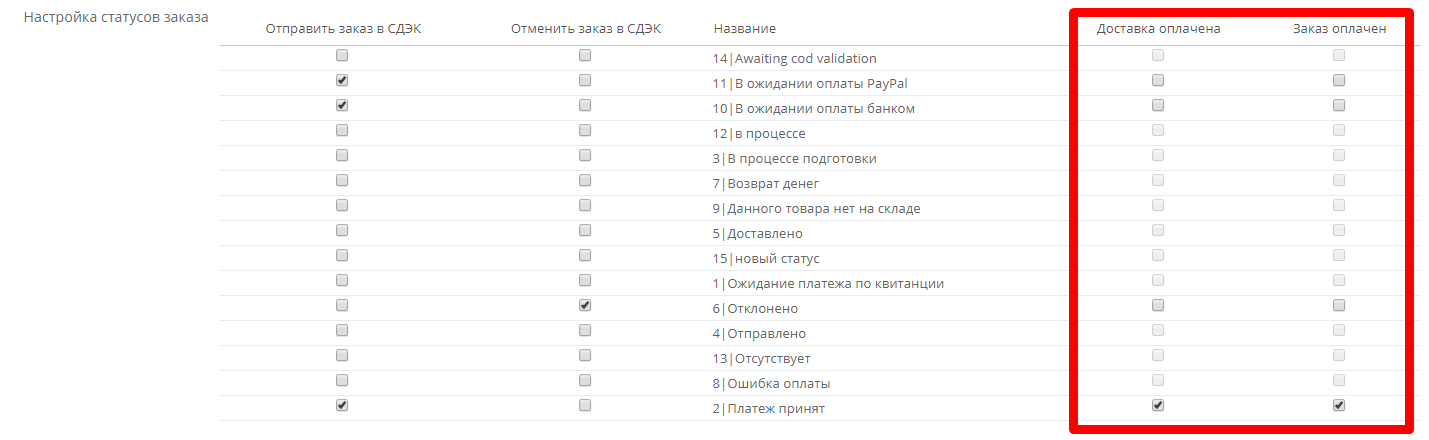 Настройка статусов заказа
Отправить заказ в СДЭК Отменить заказ в СДЭК Название Доставка оплачена Заказ оплачен
14|Awaiting cod validation
11|В ожидании оплаты PayPal
10|В ожидании оплаты банком
12|в процессе
3|В процессе подготовки
7|Возврат денег
9|Данного товара нет на складе
5|Доставлено
15|новый статус
1|Ожидание платежа по квитанции
6|Отклонено
4|Отправлено
13|Отсутствует
8|Ошибка оплаты
2|Платеж принят